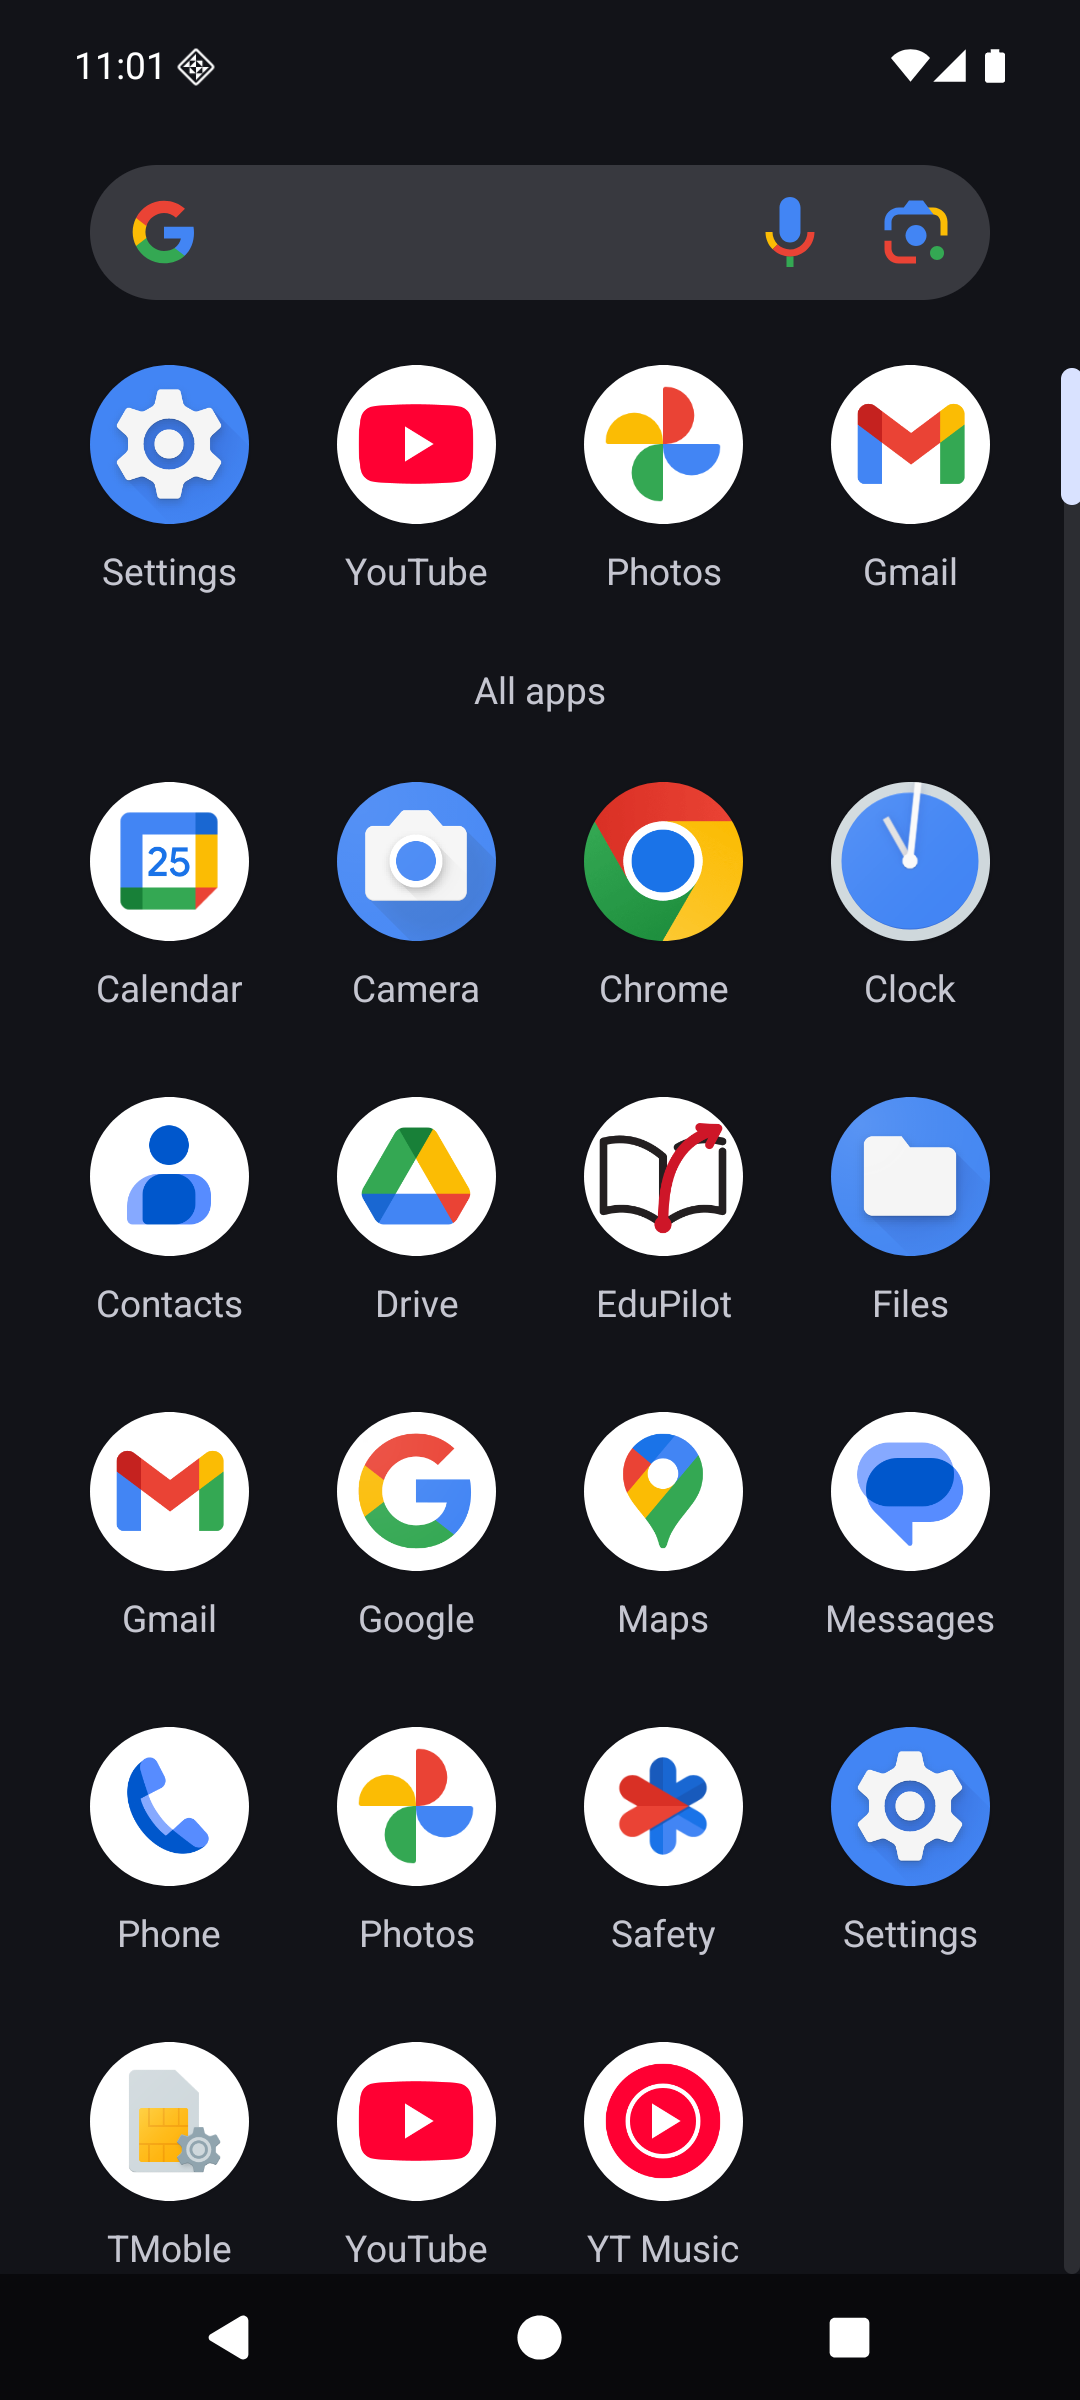 11:01
Settings YouTube Photos Gmail
All apps
25
Calendar Camera Chrome Clock
Contacts Drive EduPilot Files
Gmail Google Maps Messages
Phone Photos Safety Settings
TMoble YouTube YT Music